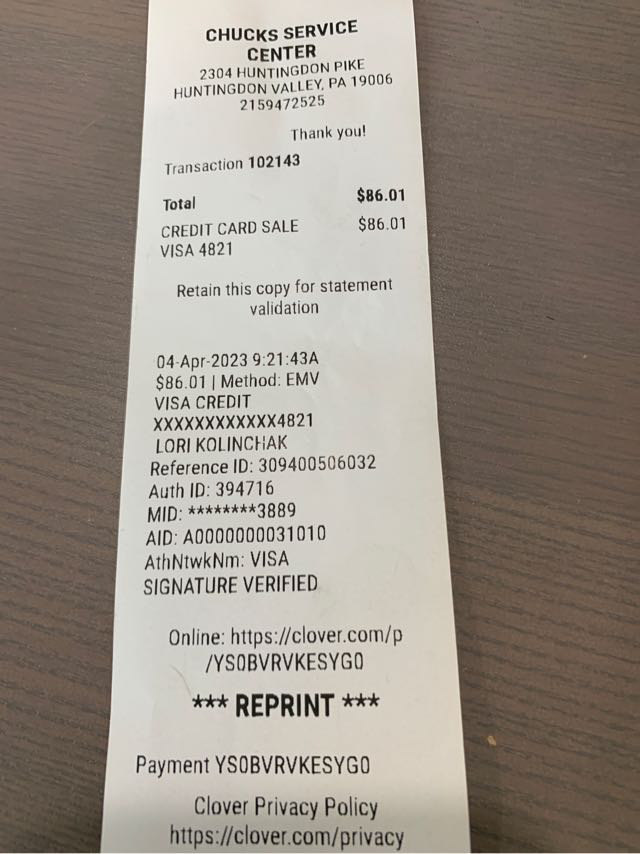 CHUCKS SERVICE
CENTER
2304 HUNTINGDON PIKE
HUNTINGDON VALLEY, PA 19006
2159472525
Thank you!
Transaction 102143
Total $86.01
CREDIT CARD SALE $86.01
VISA 4821
Retain this copy for statement
validation
04-Apr-2023 9:21:43A
$86.01 | Method: EMV
VISA CREDIT
XXXXXXXXXXXX4821
LORI KOLINCHAK
Reference ID: 309400506032
Auth ID: 394716
MID: ********3889
AID: A0000000031010
AthNtwkNm: VISA
SIGNATURE VERIFIED
Online: https://clover.com/p
/YS0BVRVKESYG0
*** REPRINT ***
Payment YS0BVRVKESYG0
Clover Privacy Policy
https://clover.com/privacy